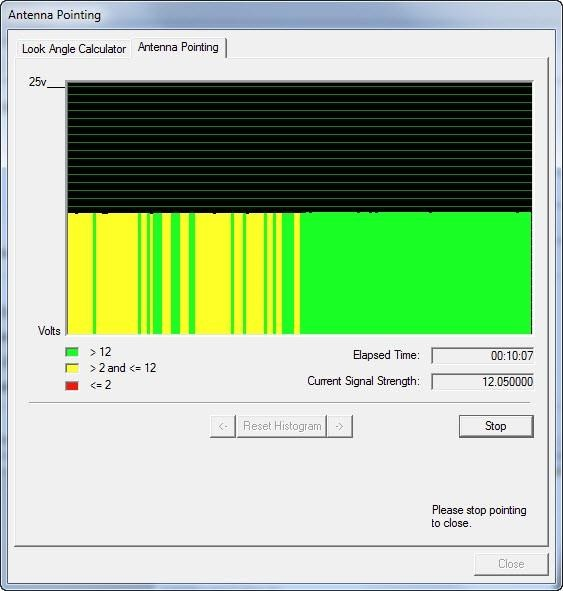 Antenna Pointing
Look Angle Calculator
Antenna Pointing
25v
Volts
> 12
> 2 and <= 12
<= 2
Elapsed Time:
00:10:07
Current Signal Strength:
12.050000
<-
Reset Histogram
->
Stop
Please stop pointing
to close.
Close